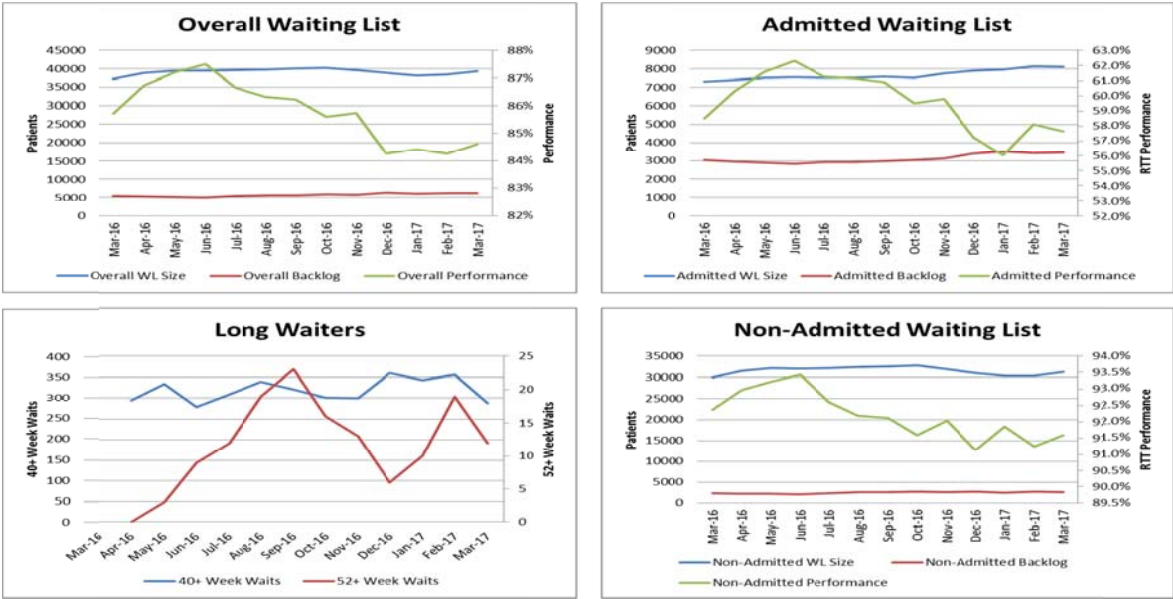 Overall Waiting List
45000
40000
35000
30000
25000
20000
15000
10000
5000
0
Patients
88%
87%
86%
85%
84%
83%
82%
Performance
Mar-16
Apr-16
May-16
Jun-16
Jul-16
Aug-16
Sep-16
Oct-16
Nov-16
Dec-16
Jan-17
Feb-17
Mar-17
Overall WL Size Overall Backlog Overall Performance
Admitted Waiting List
9000
8000
7000
6000
5000
4000
3000
2000
1000
0
Patients
63.0%
62.0%
61.0%
60.0%
59.0%
58.0%
57.0%
56.0%
55.0%
54.0%
53.0%
52.0%
RTT Performance
Mar-16
Apr-16
May-16
Jun-16
Jul-16
Aug-16
Sep-16
Oct-16
Nov-16
Dec-16
Jan-17
Feb-17
Mar-17
Admitted WL Size Admitted Backlog Admitted Performance
Long Waiters
400
350
300
250
200
150
100
50
0
40+ Week Waits
25
20
15
10
5
0
52+ Week Waits
Mar-16
Apr-16
May-16
Jun-16
Jul-16
Aug-16
Sep-16
Oct-16
Nov-16
Dec-16
Jan-17
Feb-17
Mar-17
40+ Week Waits 52+ Week Waits
Non-Admitted Waiting List
35000
30000
25000
20000
15000
10000
5000
0
Patients
94.0%
93.5%
93.0%
92.5%
92.0%
91.5%
91.0%
90.5%
90.0%
89.5%
RTT Performance
Mar-16
Apr-16
May-16
Jun-16
Jul-16
Aug-16
Sep-16
Oct-16
Nov-16
Dec-16
Jan-17
Feb-17
Mar-17
Non-Admitted WL Size Non-Admitted Backlog
Non-Admitted Performance